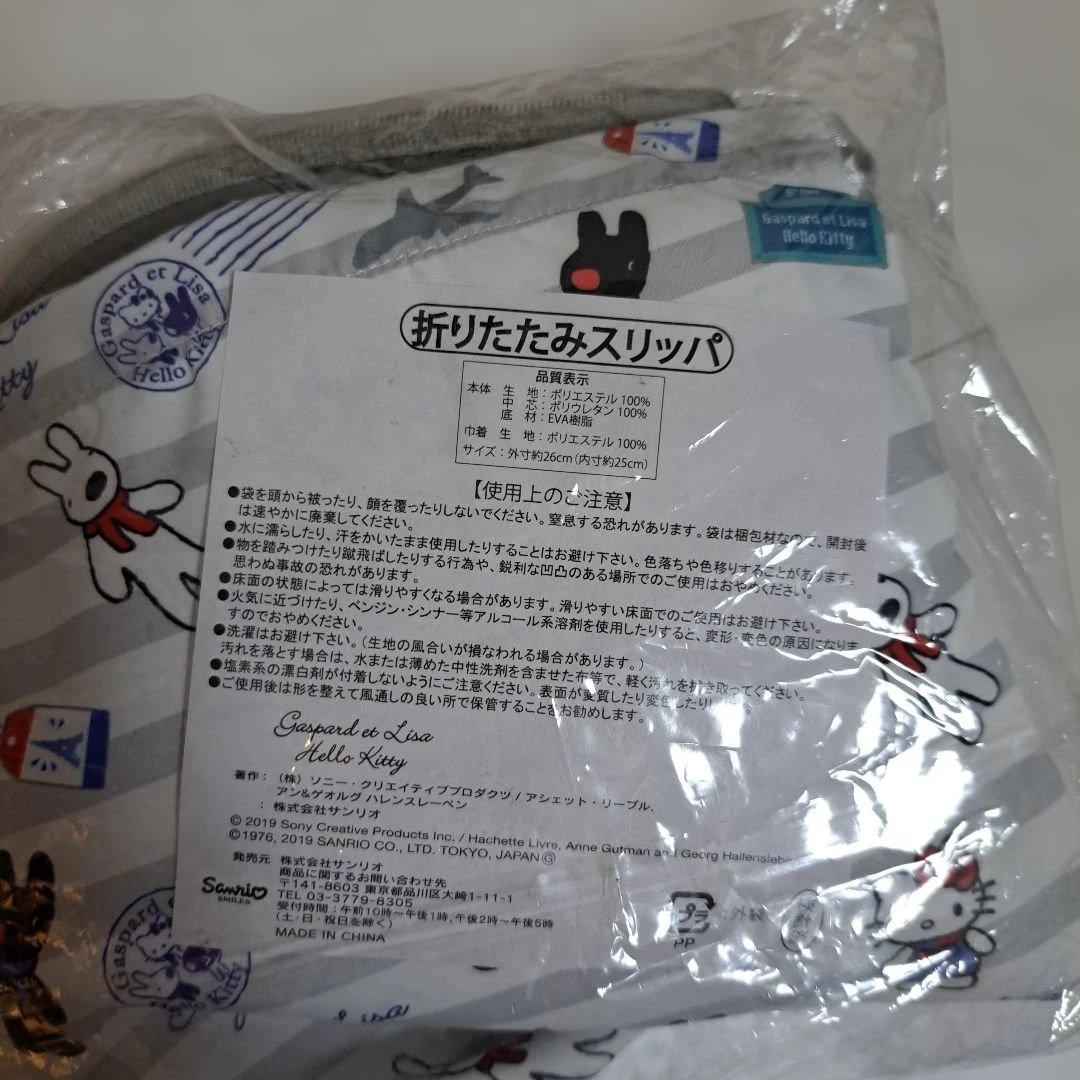 Gaspard et Lisa
Hello Kitty
Gaspard et Lisa
Hello Kitty
Lisa
Kitty
折りたたみスリッパ
品質表示
本体 生 地：ポリエステル 100%
中 芯：ポリウレタン 100%
底 材：EVA樹脂
巾着 生 地：ポリエステル 100%
サイズ：外寸約26cm（内寸約25cm）
【使用上のご注意】
●袋を頭から被ったり、顔を覆ったりしないでください。窒息する恐れがあります。袋は梱包材なので、開封後
は速やかに廃棄してください。
●水に濡らしたり、汗をかいたまま使用したりすることはお避け下さい。色落ちや色移りすることがあります。
●物を踏みつけたり蹴飛ばしたりする行為や、鋭利な凹凸のある場所でのご使用はおやめください。
思わぬ事故の恐れがあります。
●床面の状態によっては滑りやすくなる場合があります。滑りやすい床面でのご使用はお避け下さい。
●火気に近づけたり、ベンジン・シンナー等アルコール系溶剤を使用したりすると、変形・変色の原因になりま
すのでおやめください。
●洗濯はお避け下さい。（生地の風合いが損なわれる場合があります。）
汚れを落とす場合は、水または薄めた中性洗剤を含ませた布等で、軽く汚れを拭き取ってください。
●塩素系の漂白剤が付着しないようにご注意ください。表面が変質したり変色したりします。
●ご使用後は形を整えて風通しの良い所で保管することをお勧めします。
Gaspard et Lisa
Hello Kitty
著作：（株）ソニー・クリエイティブプロダクツ / アシェット・リーブル、
アン&ゲオルグ ハレンスレーベン
：株式会社サンリオ
© 2019 Sony Creative Products Inc. / Hachette Livre, Anne Gutman and Georg Hallensleben
©1976, 2019 SANRIO CO., LTD. TOKYO, JAPAN Ⓖ
発売元 株式会社サンリオ
商品に関するお問い合わせ先
〒141-8603 東京都品川区大崎1-11-1
TEL 03-3779-8305
受付時間：午前10時～午後1時,午後2時～午後5時
（土・日・祝日を除く）
MADE IN CHINA
Sanrio
SMILES
プラ
PP
Gaspard et Lisa
Hello Kitty
Lisa